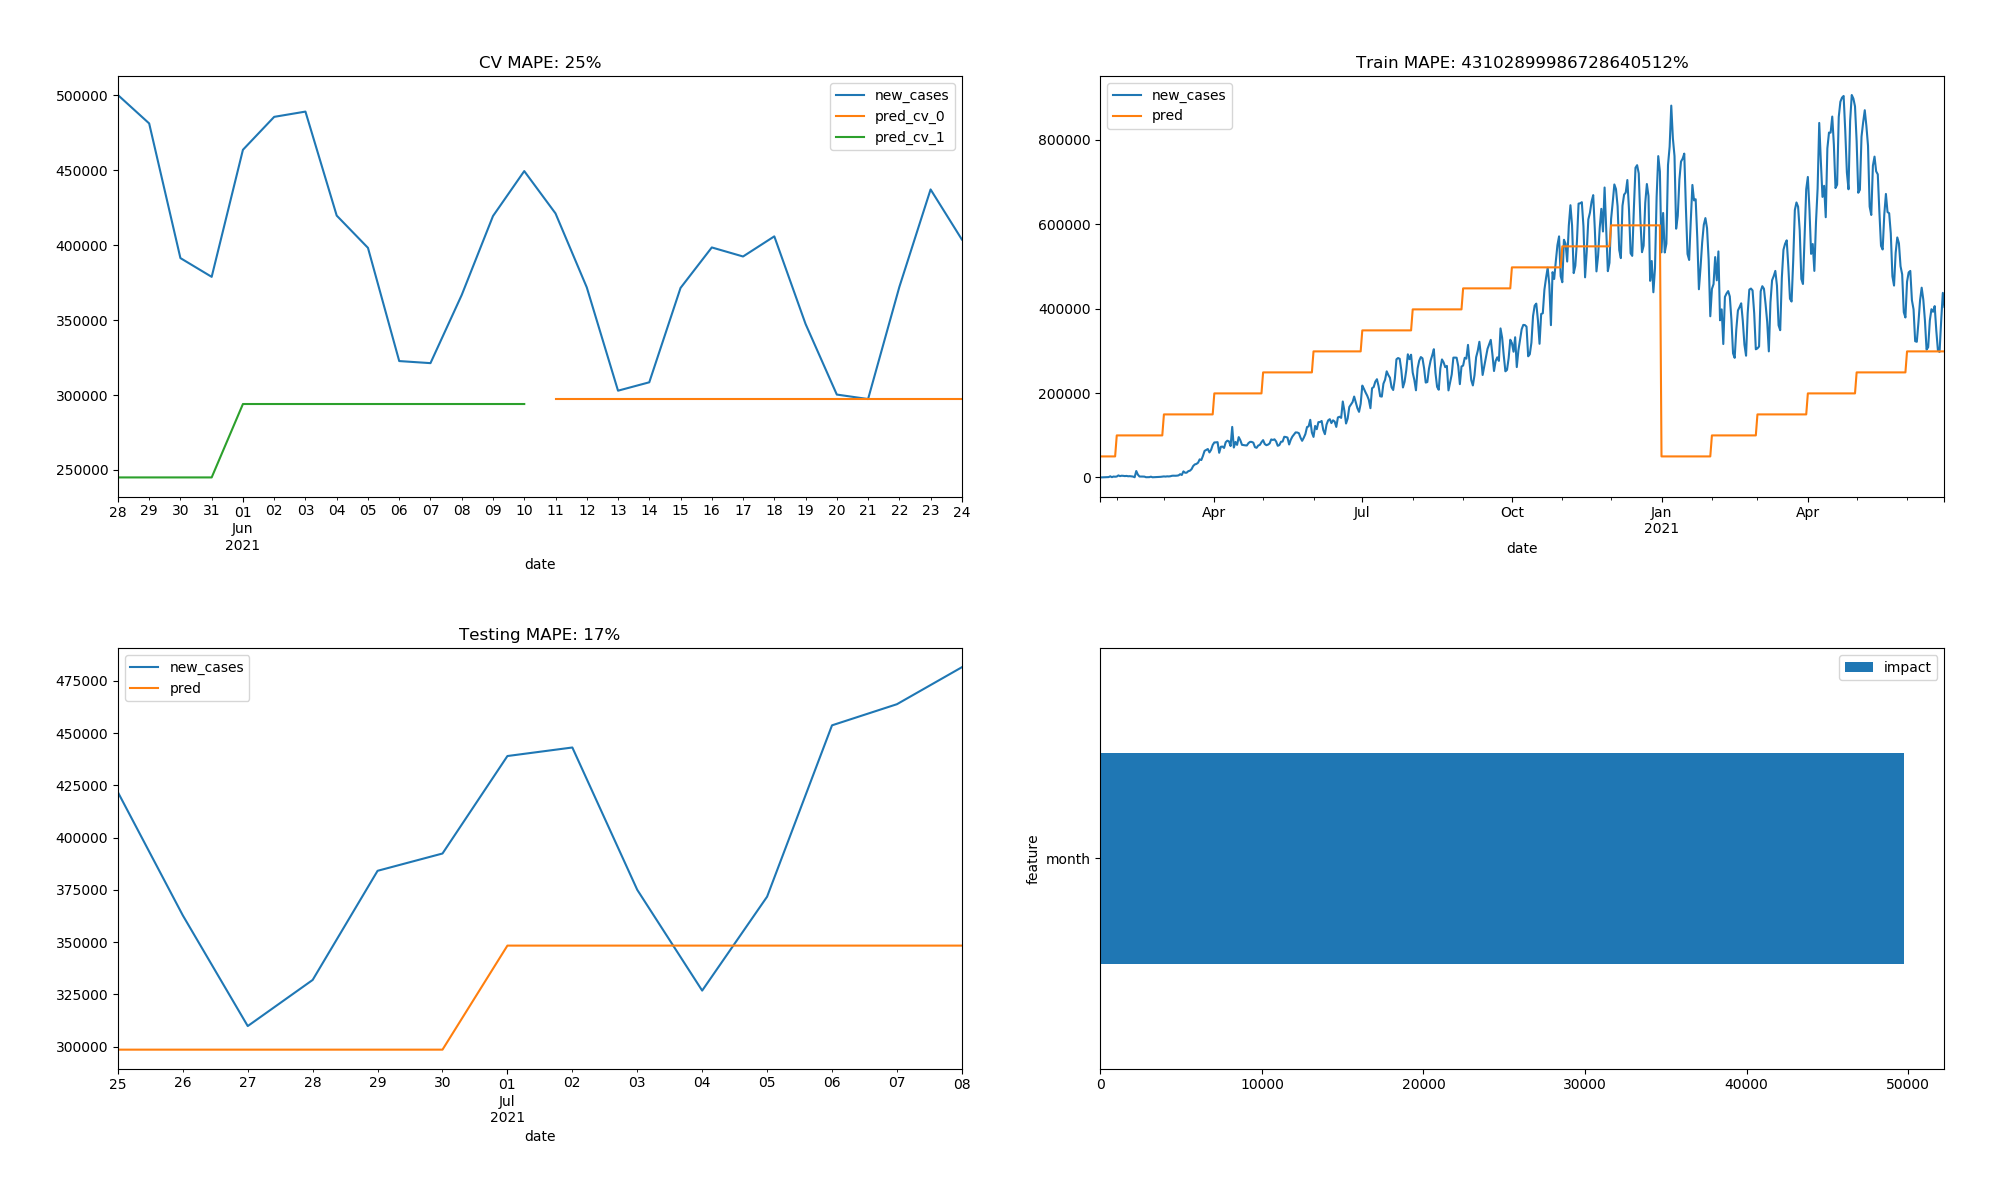 CV MAPE: 25%
500000
450000
400000
350000
300000
250000
new_cases
pred_cv_0
pred_cv_1
28 29 30 31 01 02 03 04 05 06 07 08 09 10 11 12 13 14 15 16 17 18 19 20 21 22 23 24
Jun
2021
date
Train MAPE: 43102899986728640512%
800000
600000
400000
200000
0
new_cases
pred
Apr Jul Oct Jan Apr
2021
date
Testing MAPE: 17%
475000
450000
425000
400000
375000
350000
325000
300000
new_cases
pred
25 26 27 28 29 30 01 02 03 04 05 06 07 08
Jul
2021
date
impact
feature
month
0 10000 20000 30000 40000 50000